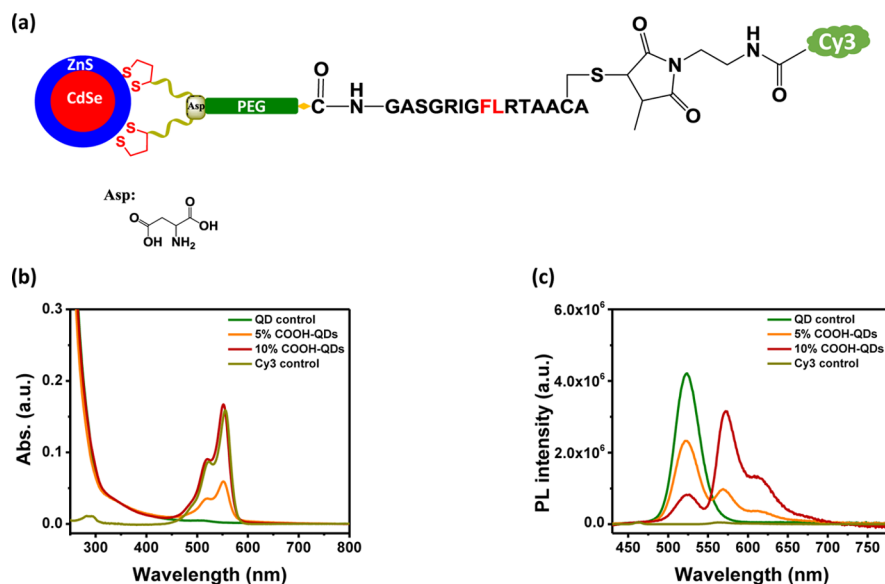 (a)
ZnS
CdSe
S
S
S
S
Asp
PEG
O
C
H
N
GASGRIGFLRTAACA
S
O
N
O
H
N
O
Cy3
Asp:
O
O
OH
OH
NH2
(b)
0.3
0.2
0.1
0.0
Abs. (a.u.)
QD control
5% COOH-QDs
10% COOH-QDs
Cy3 control
300 400 500 600 700 800
Wavelength (nm)
(c)
6.0x10^6
4.0x10^6
2.0x10^6
0.0
PL intensity (a.u.)
QD control
5% COOH-QDs
10% COOH-QDs
Cy3 control
450 500 550 600 650 700 750
Wavelength (nm)